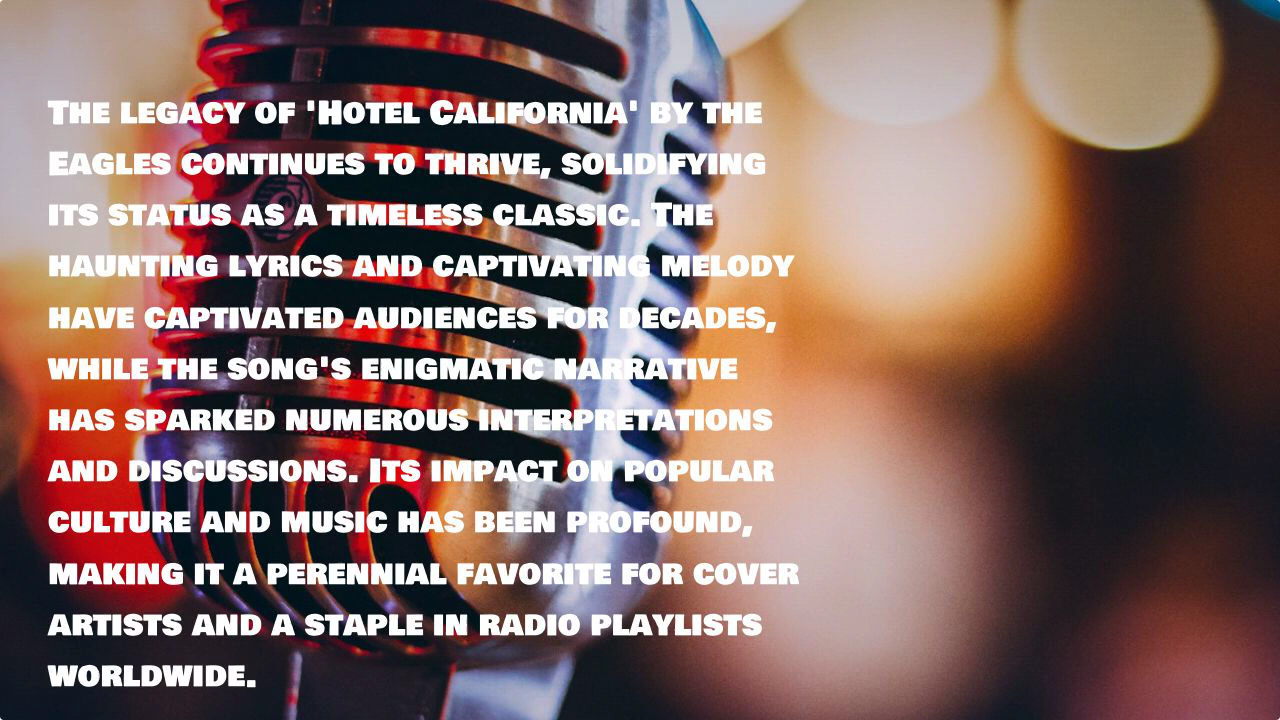 The legacy of 'Hotel California' by the
Eagles continues to thrive, solidifying
its status as a timeless classic. The
haunting lyrics and captivating melody
have captivated audiences for decades,
while the song's enigmatic narrative
has sparked numerous interpretations
and discussions. Its impact on popular
culture and music has been profound,
making it a perennial favorite for cover
artists and a staple in radio playlists
worldwide.